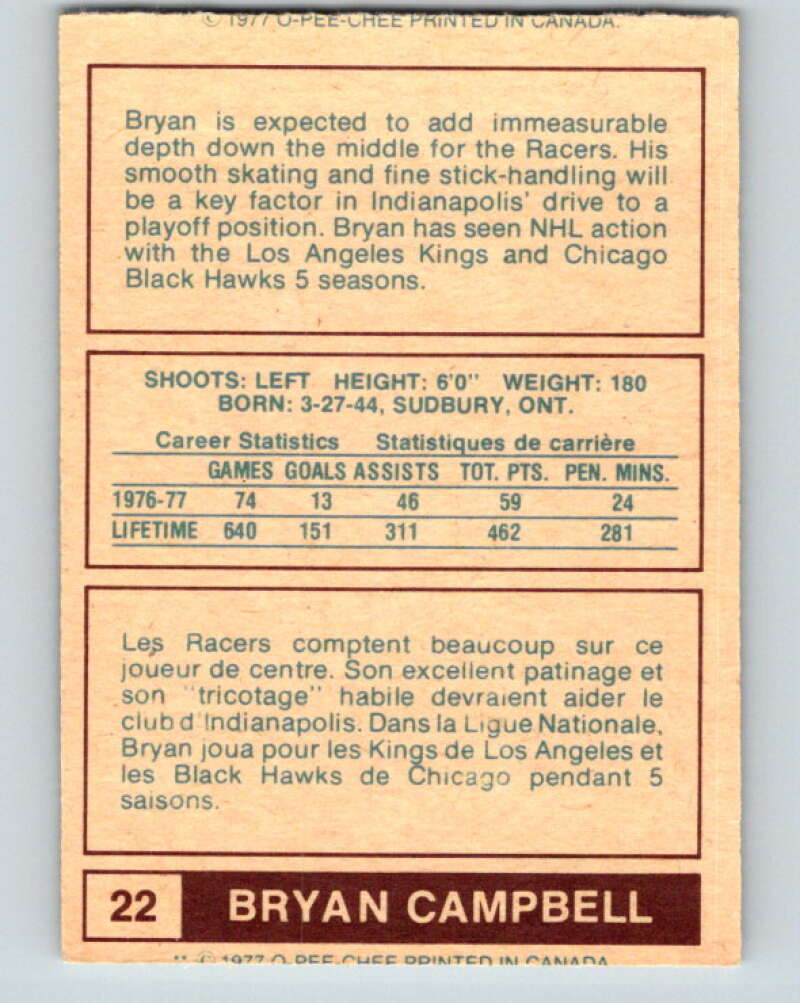 © 1977 O-PEE-CHEE PRINTED IN CANADA.
Bryan is expected to add immeasurable
depth down the middle for the Racers. His
smooth skating and fine stick-handling will
be a key factor in Indianapolis' drive to a
playoff position. Bryan has seen NHL action
with the Los Angeles Kings and Chicago
Black Hawks 5 seasons.
SHOOTS: LEFT HEIGHT: 6'0" WEIGHT: 180
BORN: 3-27-44, SUDBURY, ONT.
Career Statistics Statistiques de carrière
GAMES GOALS ASSISTS TOT. PTS. PEN. MINS.
1976-77 74 13 46 59 24
LIFETIME 640 151 311 462 281
Les Racers comptent beaucoup sur ce
joueur de centre. Son excellent patinage et
son "tricotage" habile devraient aider le
club d'Indianapolis. Dans la Ligue Nationale,
Bryan joua pour les Kings de Los Angeles et
les Black Hawks de Chicago pendant 5
saisons.
22 BRYAN CAMPBELL
** © 1977 O-PEE-CHEE PRINTED IN CANADA